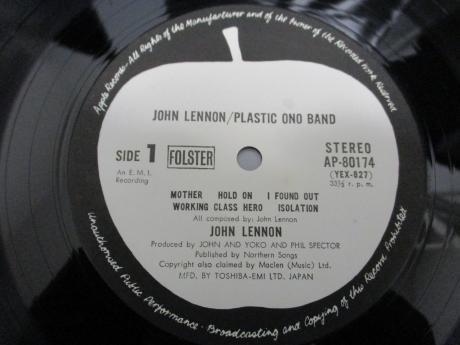 Apple Records-All Rights of the Manufacturer and of the Owner of the Recorded Work Reserved
JOHN LENNON/PLASTIC ONO BAND
SIDE 1 FOLSTER STEREO
AP-80174
An E.M.I. Recording (YEX-827)
33⅓ r. p. m.
MOTHER HOLD ON I FOUND OUT
WORKING CLASS HERO ISOLATION
All composed by: John Lennon
JOHN LENNON
Produced by JOHN AND YOKO AND PHIL SPECTOR
Published by Northern Songs
Copyright also claimed by Maclen (Music) Ltd.
MFD. BY TOSHIBA-EMI LTD. JAPAN
Unauthorised Public Performance · Broadcasting and Copying of this Record Prohibited